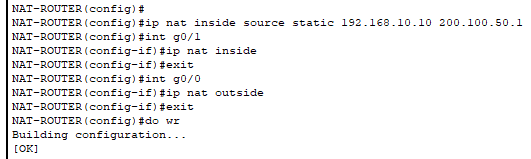 NAT-ROUTER(config)#
NAT-ROUTER(config)#ip nat inside source static 192.168.10.10 200.100.50.1
NAT-ROUTER(config)#int g0/1
NAT-ROUTER(config-if)#ip nat inside
NAT-ROUTER(config-if)#exit
NAT-ROUTER(config)#int g0/0
NAT-ROUTER(config-if)#ip nat outside
NAT-ROUTER(config-if)#exit
NAT-ROUTER(config)#do wr
Building configuration...
[OK]